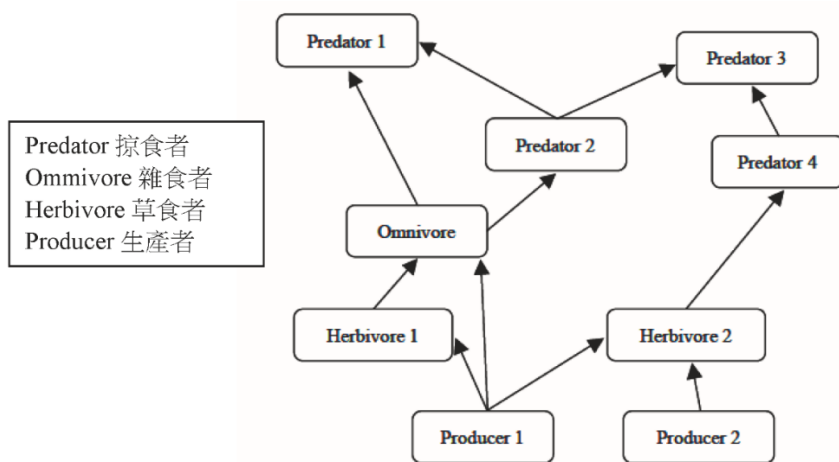 Predator 掠食者
Ommivore 雜食者
Herbivore 草食者
Producer 生產者
Predator 1
Predator 3
Predator 2
Predator 4
Omnivore
Herbivore 1
Herbivore 2
Producer 1
Producer 2